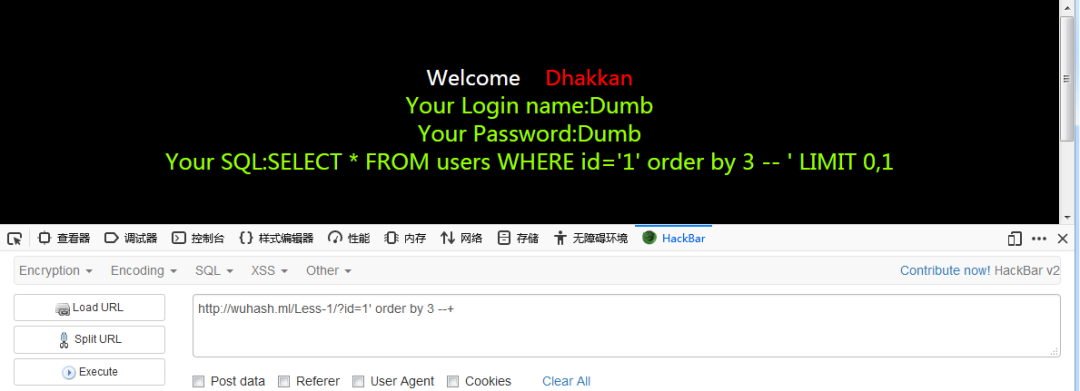 Welcome Dhakkan
Your Login name:Dumb
Your Password:Dumb
Your SQL:SELECT * FROM users WHERE id='1' order by 3 -- ' LIMIT 0,1
查看器 调试器 控制台 {} 样式编辑器 性能 内存 网络 存储 无障碍环境 HackBar
Encryption Encoding SQL XSS Other Contribute now! HackBar v2
Load URL
http://wuhash.ml/Less-1/?id=1' order by 3 --+
Split URL
Execute
Post data Referer User Agent Cookies Clear All